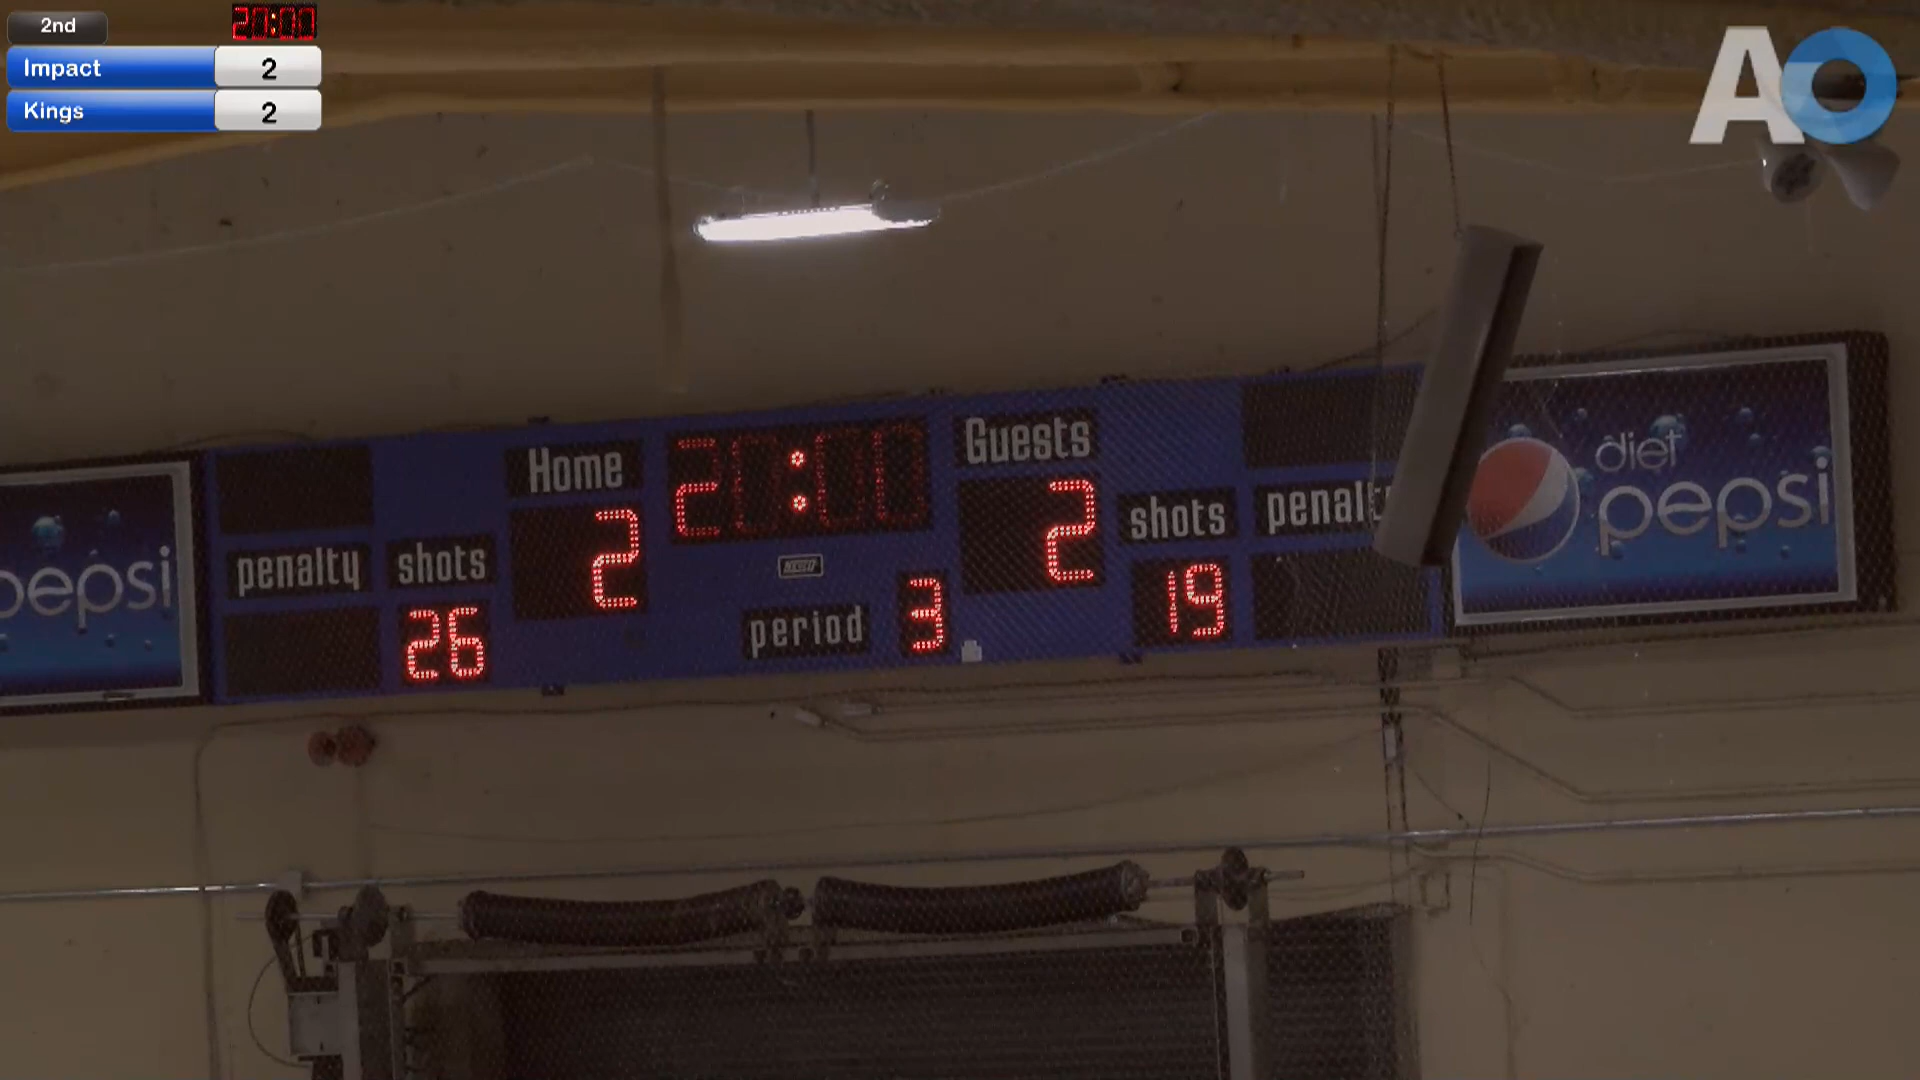 2nd 20:00
Impact 2
Kings 2
AO
Home 20:00 Guests
2 2
penalty shots shots penalt
26 period 3 19
pepsi
diet
pepsi